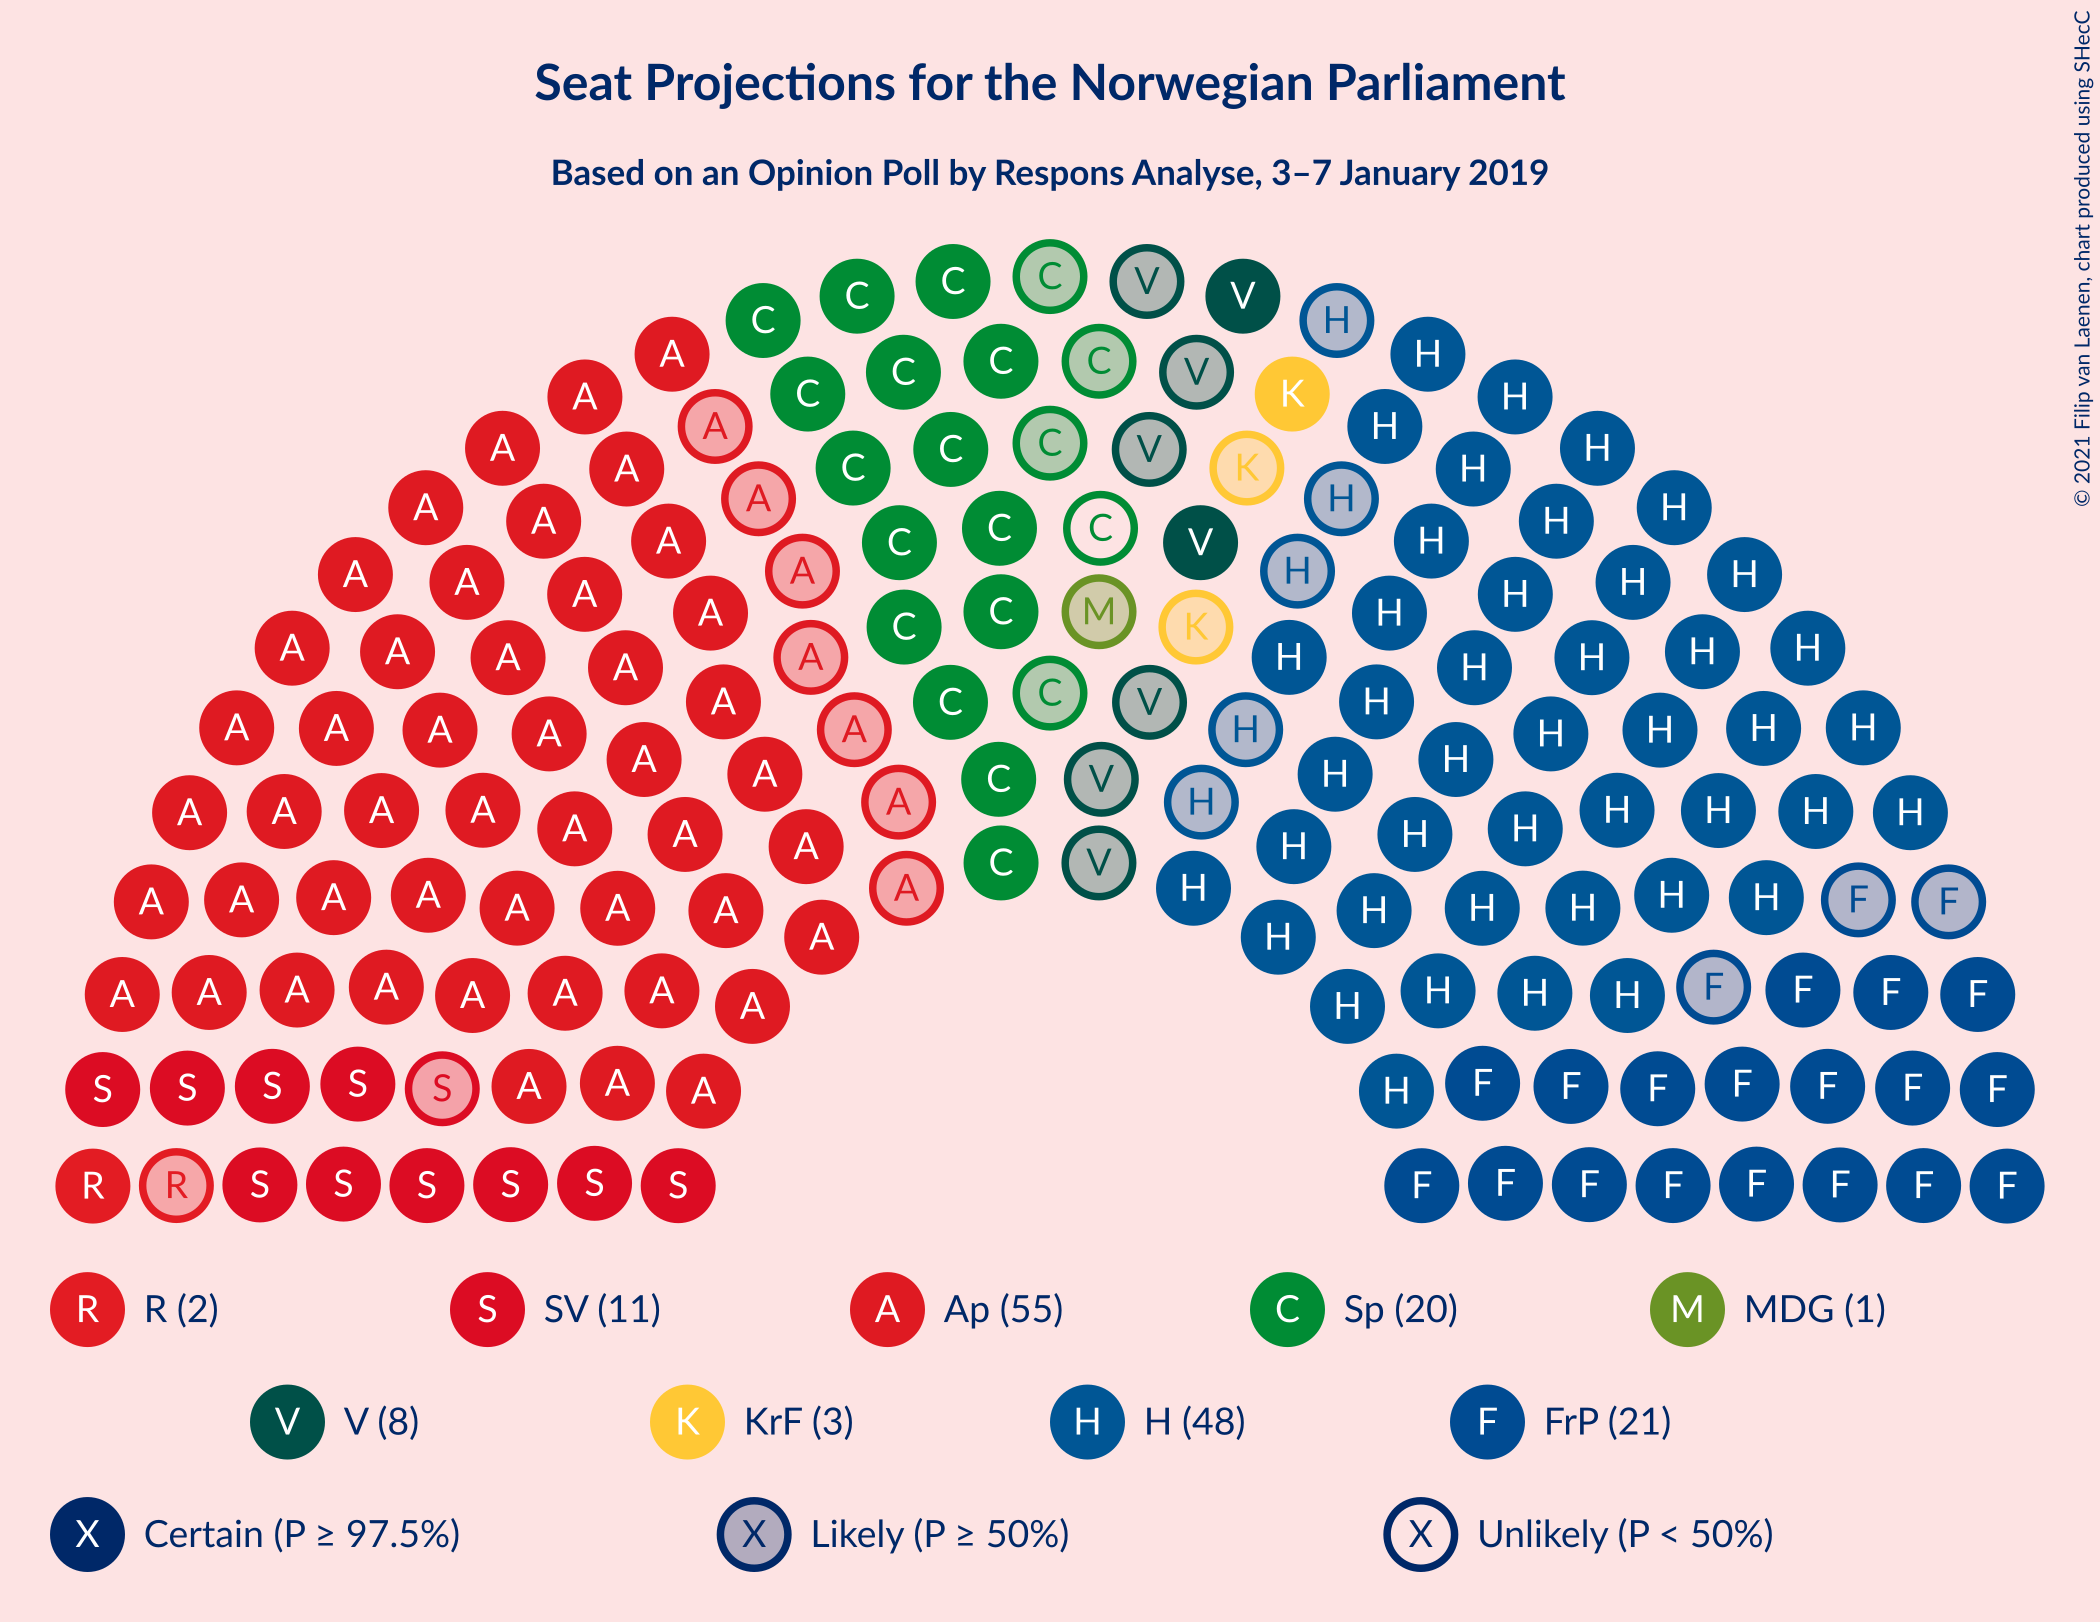 Seat Projections for the Norwegian Parliament
Based on an Opinion Poll by Respons Analyse, 3–7 January 2019
© 2021 Filip van Laenen, chart produced using SHecC
C C C C V V H
A A C C C C V K H H
A A A C C C V K H H H
A A A A C C C V H H H H
A A A A A C C M K H H H H H
A A A A A A C C V H H H H H H
A A A A A A A C V H H H H H H H
A A A A A A A A C V H H H H H H H H
A A A A A A A A A H H H H H H H F F
A A A A A A A A H H H H F F F F
S S S S S A A A H F F F F F F F
R R S S S S S S F F F F F F F F
R R (2) S SV (11) A Ap (55) C Sp (20) M MDG (1)
V V (8) K KrF (3) H H (48) F FrP (21)
X Certain (P ≥ 97.5%) X Likely (P ≥ 50%) X Unlikely (P < 50%)